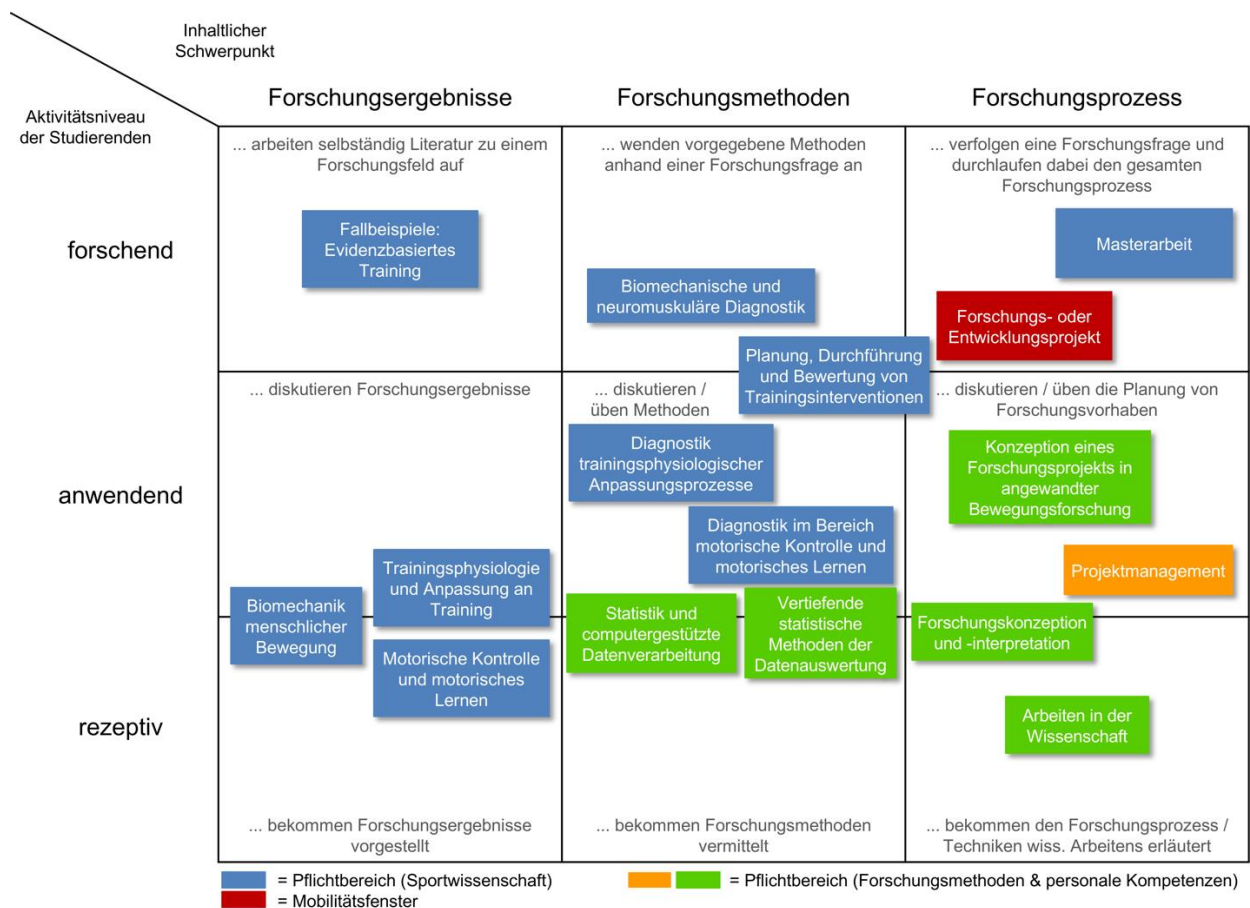 Inhaltlicher
Schwerpunkt
Aktivitätsniveau
der Studierenden
Forschungsergebnisse
Forschungsmethoden
Forschungsprozess
forschend
... arbeiten selbständig Literatur zu einem
Forschungsfeld auf
Fallbeispiele:
Evidenzbasiertes
Training
... wenden vorgegebene Methoden
anhand einer Forschungsfrage an
Biomechanische und
neuromuskuläre Diagnostik
Planung, Durchführung
und Bewertung von
Trainingsinterventionen
... verfolgen eine Forschungsfrage und
durchlaufen dabei den gesamten
Forschungsprozess
Masterarbeit
Forschungs- oder
Entwicklungsprojekt
anwendend
... diskutieren Forschungsergebnisse
Trainingsphysiologie
und Anpassung an
Training
Biomechanik
menschlicher
Bewegung
... diskutieren /
üben Methoden
Diagnostik
trainingsphysiologischer
Anpassungsprozesse
Diagnostik im Bereich
motorische Kontrolle und
motorisches Lernen
Statistik und
computergestützte
Datenverarbeitung
Vertiefende
statistische
Methoden der
Datenauswertung
... diskutieren / üben die Planung von
Forschungsvorhaben
Konzeption eines
Forschungsprojekts in
angewandter
Bewegungsforschung
Projektmanagement
Forschungskonzeption
und -interpretation
rezeptiv
Motorische Kontrolle
und motorisches
Lernen
... bekommen Forschungsergebnisse
vorgestellt
... bekommen Forschungsmethoden
vermittelt
Arbeiten in der
Wissenschaft
... bekommen den Forschungsprozess /
Techniken wiss. Arbeitens erläutert
= Pflichtbereich (Sportwissenschaft)
= Mobilitätsfenster
= Pflichtbereich (Forschungsmethoden & personale Kompetenzen)